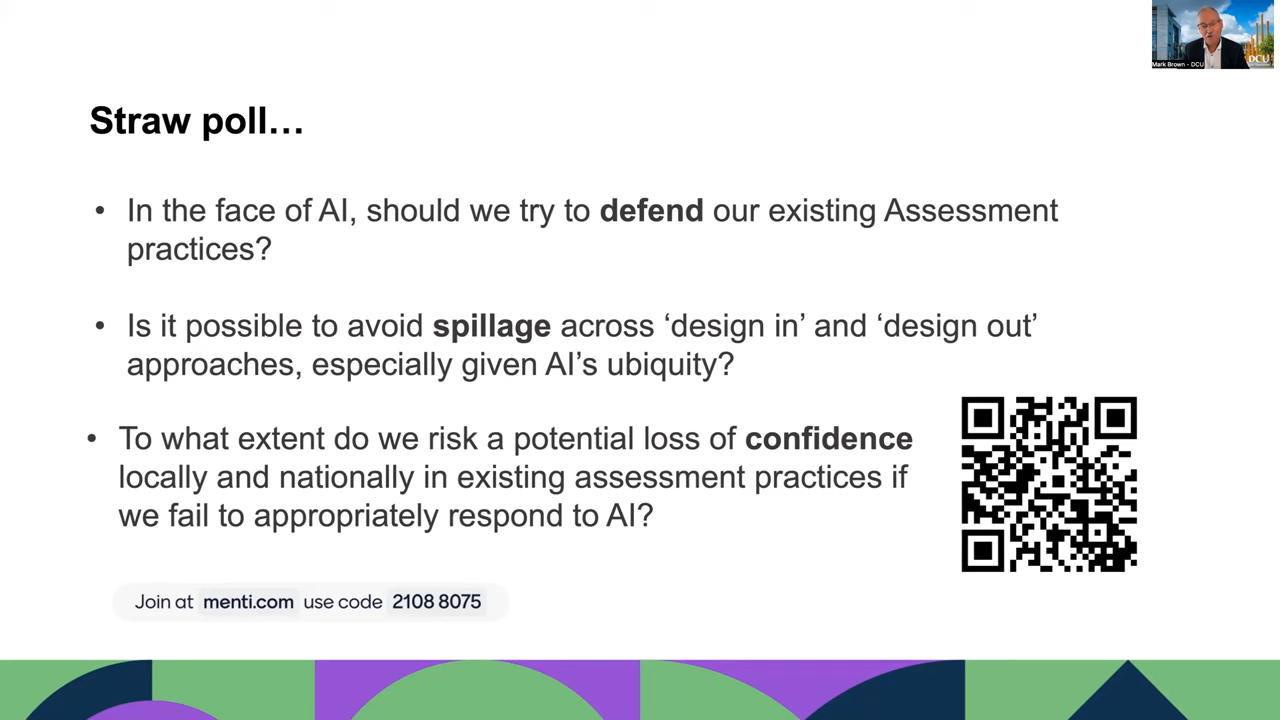 Mark Brown - DCU
DCU
Straw poll…
• In the face of AI, should we try to defend our existing Assessment
practices?
• Is it possible to avoid spillage across ‘design in’ and ‘design out’
approaches, especially given AI’s ubiquity?
• To what extent do we risk a potential loss of confidence
locally and nationally in existing assessment practices if
we fail to appropriately respond to AI?
Join at menti.com use code 2108 8075